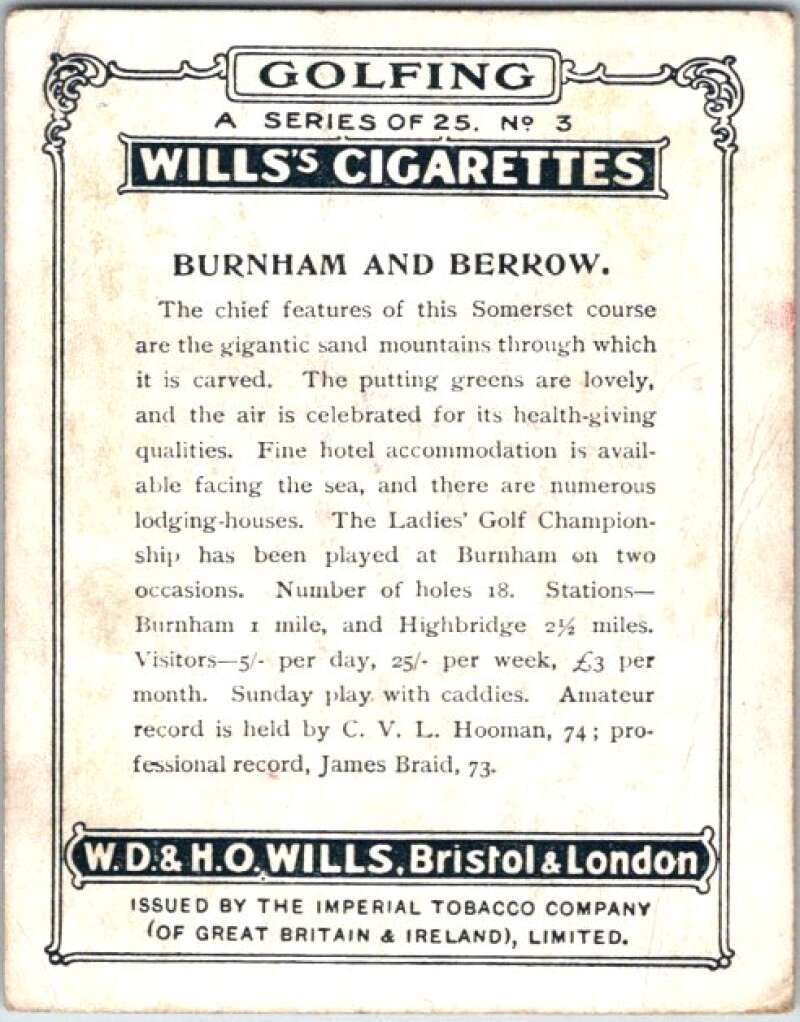 GOLFING
A SERIES OF 25. Nº 3
WILLS'S CIGARETTES
BURNHAM AND BERROW.
The chief features of this Somerset course
are the gigantic sand mountains through which
it is carved. The putting greens are lovely,
and the air is celebrated for its health-giving
qualities. Fine hotel accommodation is avail-
able facing the sea, and there are numerous
lodging-houses. The Ladies' Golf Champion-
ship has been played at Burnham on two
occasions. Number of holes 18. Stations—
Burnham 1 mile, and Highbridge 2½ miles.
Visitors—5/- per day, 25/- per week, £3 per
month. Sunday play with caddies. Amateur
record is held by C. V. L. Hooman, 74; pro-
fessional record, James Braid, 73.
W.D. & H.O. WILLS, Bristol & London
ISSUED BY THE IMPERIAL TOBACCO COMPANY
(OF GREAT BRITAIN & IRELAND), LIMITED.